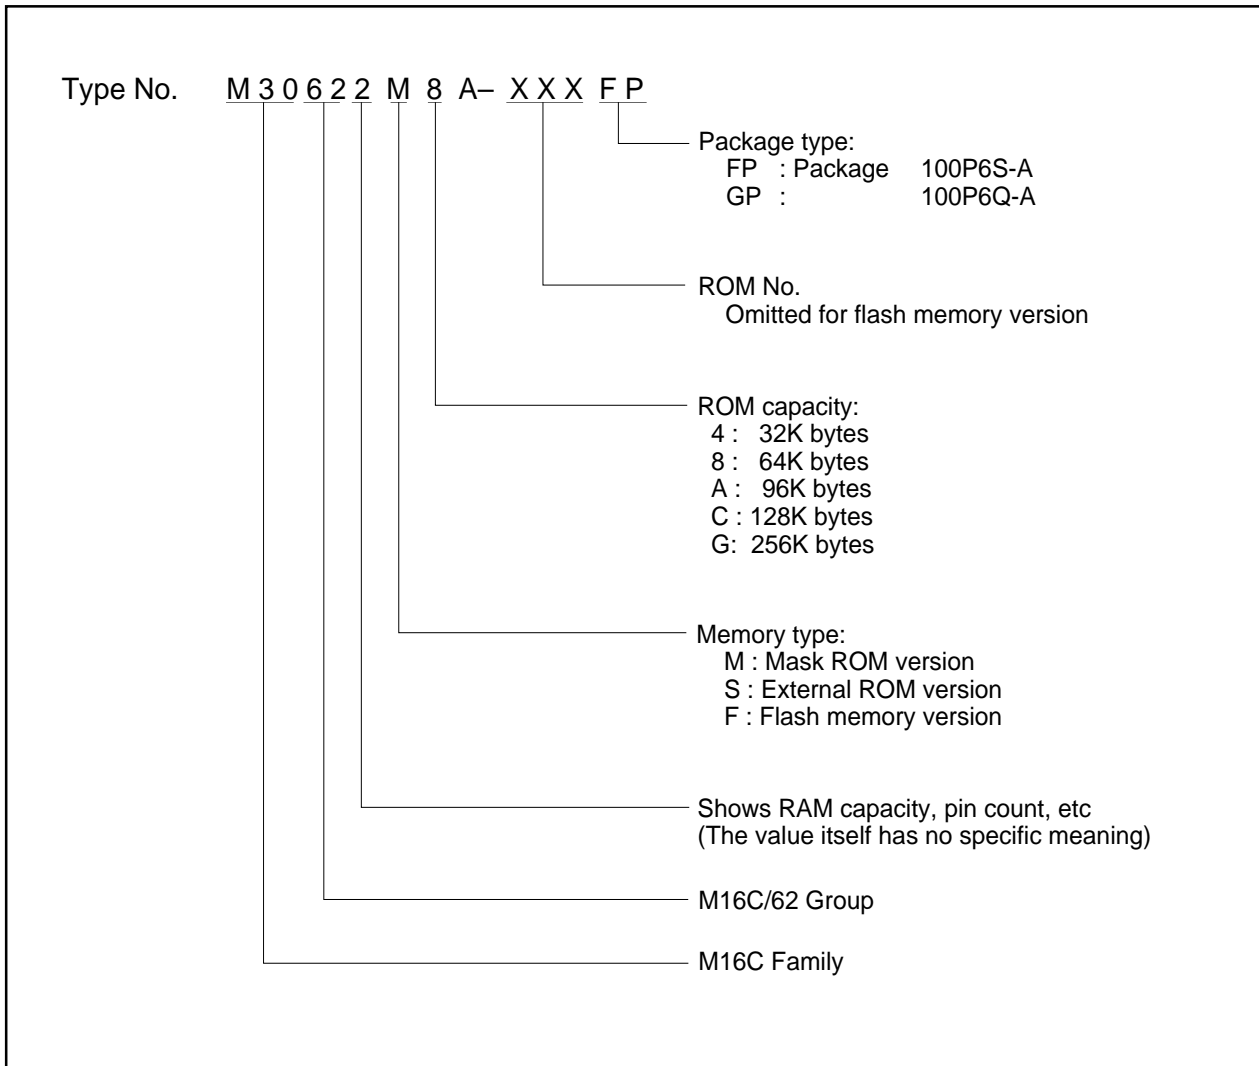 Type No. M 3 0 6 2 2 M 8 A– X X X F P
Package type:
FP : Package 100P6S-A
GP : 100P6Q-A
ROM No.
Omitted for flash memory version
ROM capacity:
4 : 32K bytes
8 : 64K bytes
A : 96K bytes
C : 128K bytes
G: 256K bytes
Memory type:
M : Mask ROM version
S : External ROM version
F : Flash memory version
Shows RAM capacity, pin count, etc
(The value itself has no specific meaning)
M16C/62 Group
M16C Family